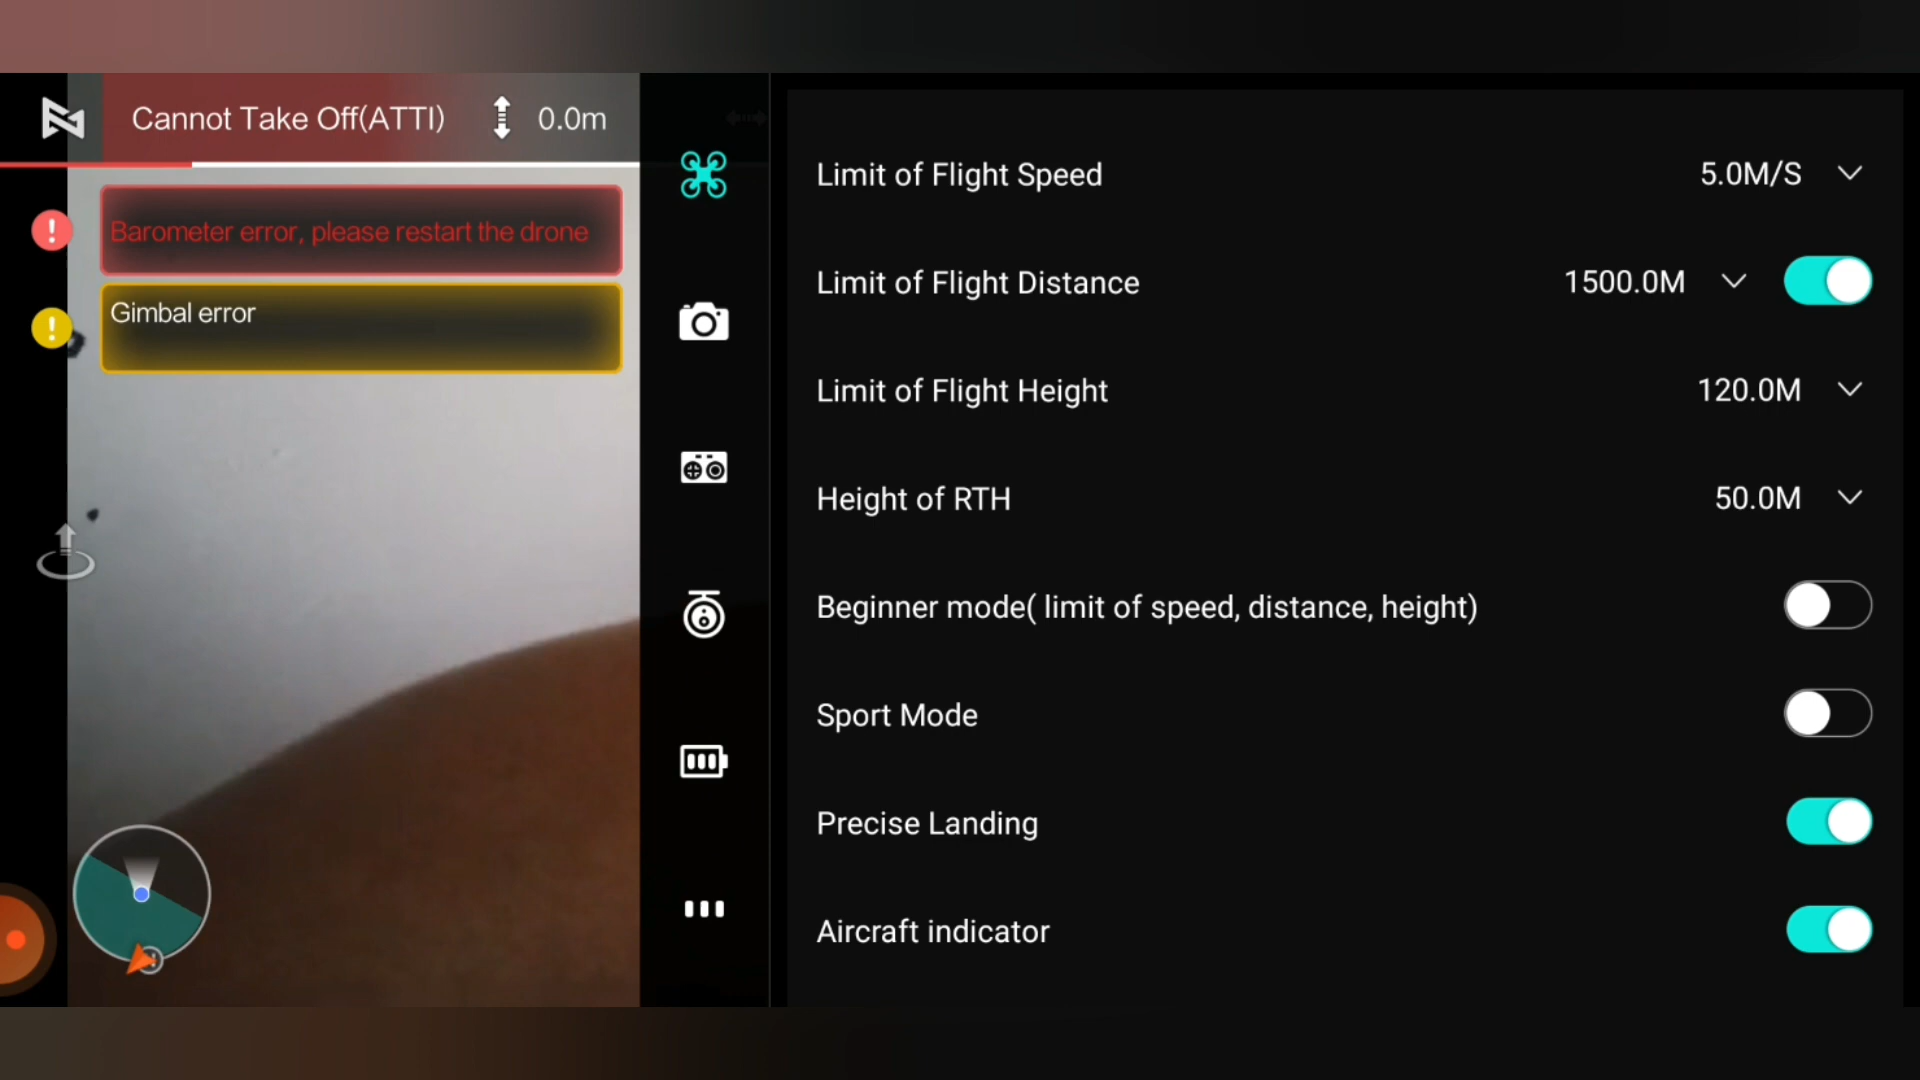 Cannot Take Off(ATTI) 0.0m
Barometer error, please restart the drone
Gimbal error
Limit of Flight Speed 5.0M/S
Limit of Flight Distance 1500.0M
Limit of Flight Height 120.0M
Height of RTH 50.0M
Beginner mode( limit of speed, distance, height)
Sport Mode
Precise Landing
Aircraft indicator